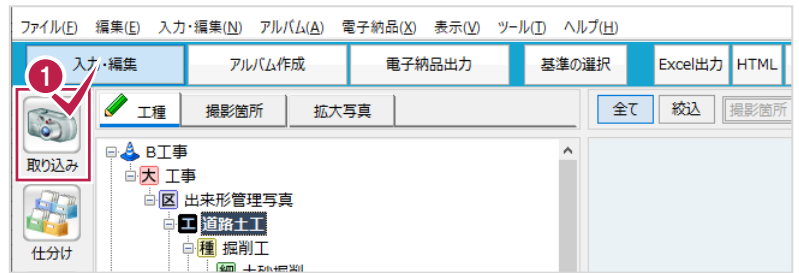 ファイル(F) 編集(E) 入力・編集(N) アルバム(A) 電子納品(X) 表示(V) ツール(T) ヘルプ(H)
入力・編集 アルバム作成 電子納品出力 基準の選択 Excel出力 HTML
1
取り込み
工種 撮影箇所 拡大写真 全て 絞込 撮影箇所
B工事
大 工事
区 出来形管理写真
工 道路土工
種 掘削工
細 土砂掘削
仕分け